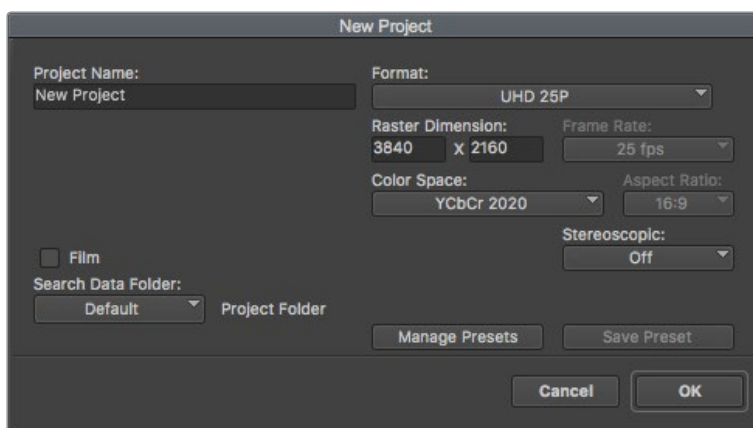 New Project
Project Name:
New Project
Format:
UHD 25P
Raster Dimension:
3840 x 2160
Frame Rate:
25 fps
Color Space:
YCbCr 2020
Aspect Ratio:
16:9
Stereoscopic:
Off
Film
Search Data Folder:
Default
Project Folder
Manage Presets
Save Preset
Cancel
OK